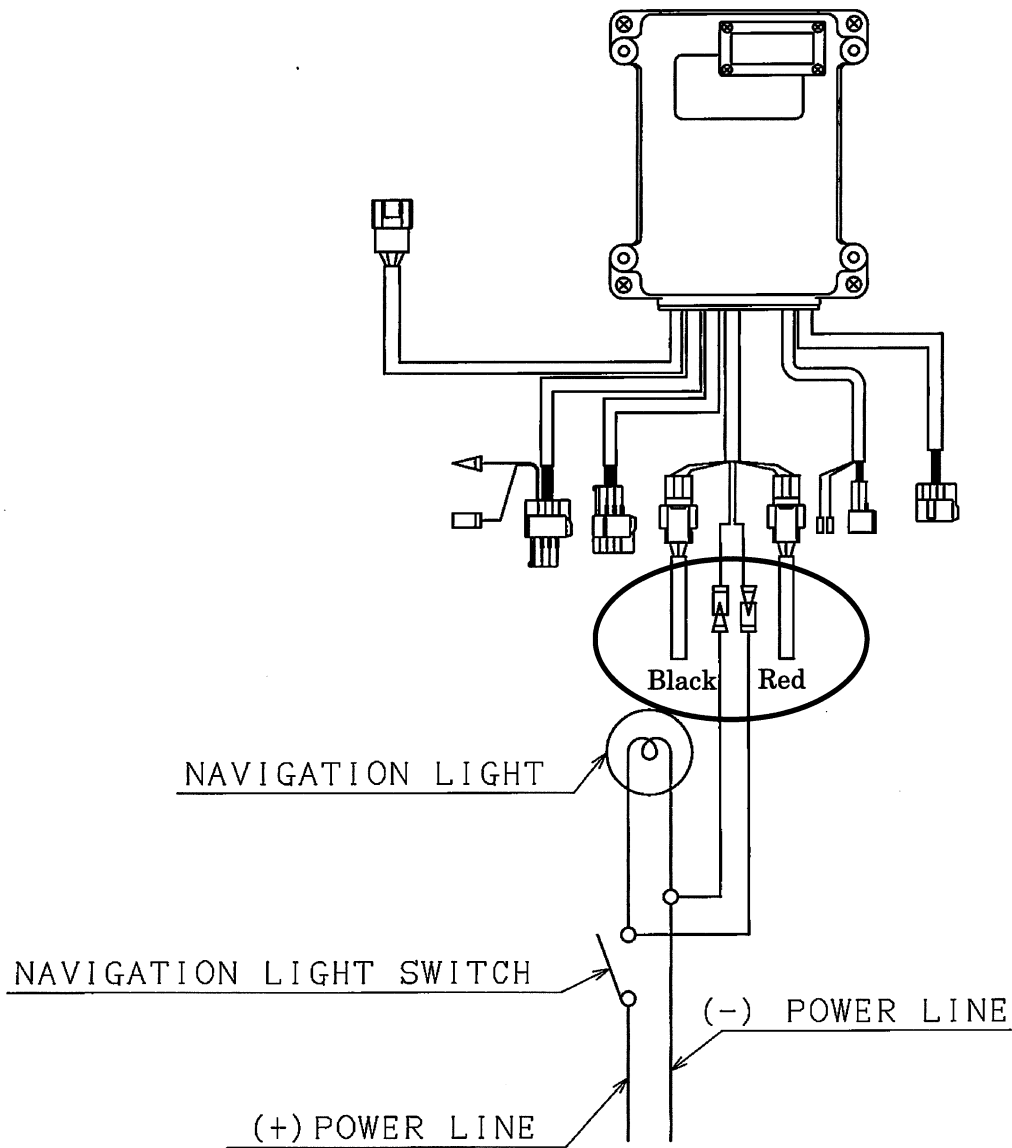 Black Red
NAVIGATION LIGHT
NAVIGATION LIGHT SWITCH
(-) POWER LINE
(+) POWER LINE